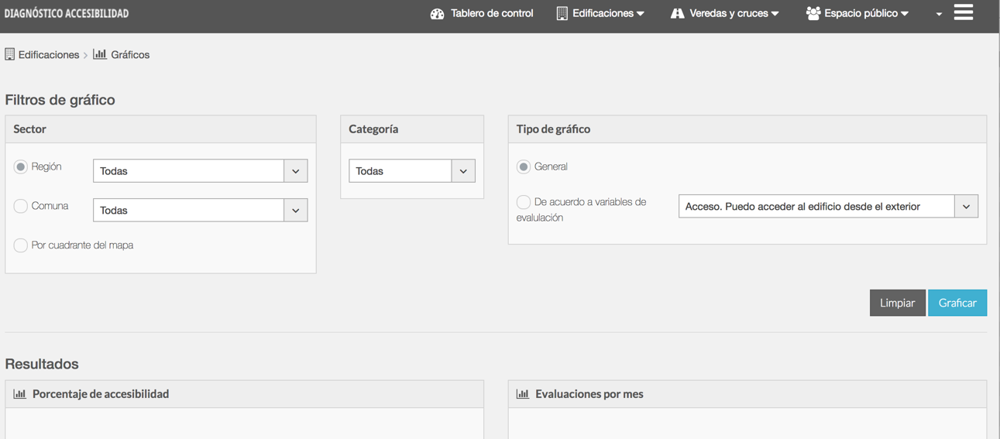 DIAGNÓSTICO ACCESIBILIDAD
Tablero de control
Edificaciones
Veredas y cruces
Espacio público
Edificaciones > Gráficos
Filtros de gráfico
Sector
Región
Todas
Comuna
Todas
Por cuadrante del mapa
Categoría
Todas
Tipo de gráfico
General
De acuerdo a variables de
evalulación
Acceso. Puedo acceder al edificio desde el exterior
Limpiar
Graficar
Resultados
Porcentaje de accesibilidad
Evaluaciones por mes